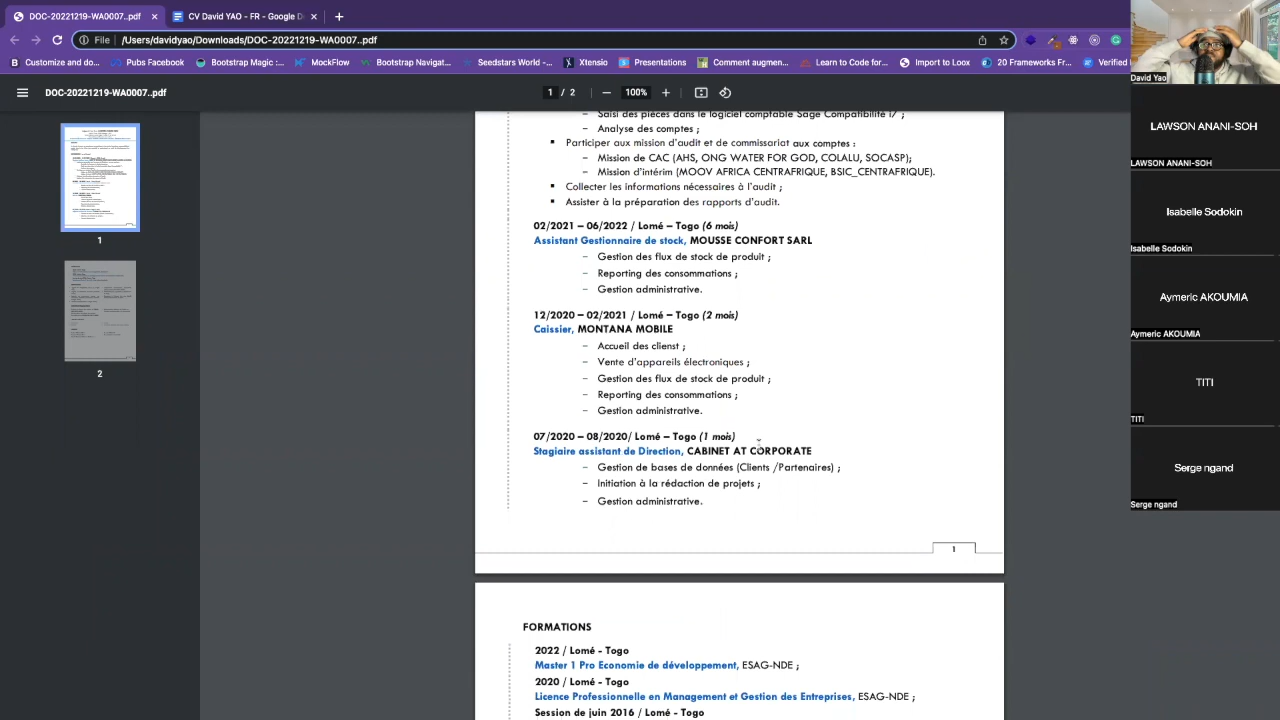 DOC-20221219-WA0007..pdf
CV David YAO - FR - Google D
File
/Users/davidyao/Downloads/DOC-20221219-WA0007..pdf
Customize and do...
Pubs Facebook
Bootstrap Magic :...
MockFlow
Bootstrap Navigat...
Seedstars World -...
Xtensio
Presentations
Comment augmen...
Learn to Code for...
Import to Loox
20 Frameworks Fr...
Verified
DOC-20221219-WA0007..pdf
1 / 2
100%
1
2
– Saisi des pièces dans le logiciel comptable Sage Compatibilité i7 ;
– Analyse des comptes ;
▪ Participer aux mission d'audit et de commissariat aux comptes :
– Mission de CAC (AHS, ONG WATER FOR GOD, COLALU, SOCASP);
– Mission d'intérim (MOOV AFRICA CENTRAFRIQUE, BSIC_CENTRAFRIQUE).
▪ Collecter les informations nécessaires à l'audit ;
▪ Assister à la préparation des rapports d'audit.
02/2021 – 06/2022 / Lomé – Togo (6 mois)
Assistant Gestionnaire de stock, MOUSSE CONFORT SARL
– Gestion des flux de stock de produit ;
– Reporting des consommations ;
– Gestion administrative.
12/2020 – 02/2021 / Lomé – Togo (2 mois)
Caissier, MONTANA MOBILE
– Accueil des clienst ;
– Vente d'appareils électroniques ;
– Gestion des flux de stock de produit ;
– Reporting des consommations ;
– Gestion administrative.
07/2020 – 08/2020/ Lomé – Togo (1 mois)
Stagiaire assistant de Direction, CABINET AT CORPORATE
– Gestion de bases de données (Clients /Partenaires) ;
– Initiation à la rédaction de projets ;
– Gestion administrative.
1
FORMATIONS
2022 / Lomé - Togo
Master 1 Pro Economie de développement, ESAG-NDE ;
2020 / Lomé - Togo
Licence Professionnelle en Management et Gestion des Entreprises, ESAG-NDE ;
Session de juin 2016 / Lomé - Togo
David Yao
LAWSON ANANI-SOH
LAWSON ANANI-SOH
Isabelle Sodokin
Isabelle Sodokin
Aymeric AKOUMIA
Aymeric AKOUMIA
TITI
TITI
Serge ngand
Serge ngand